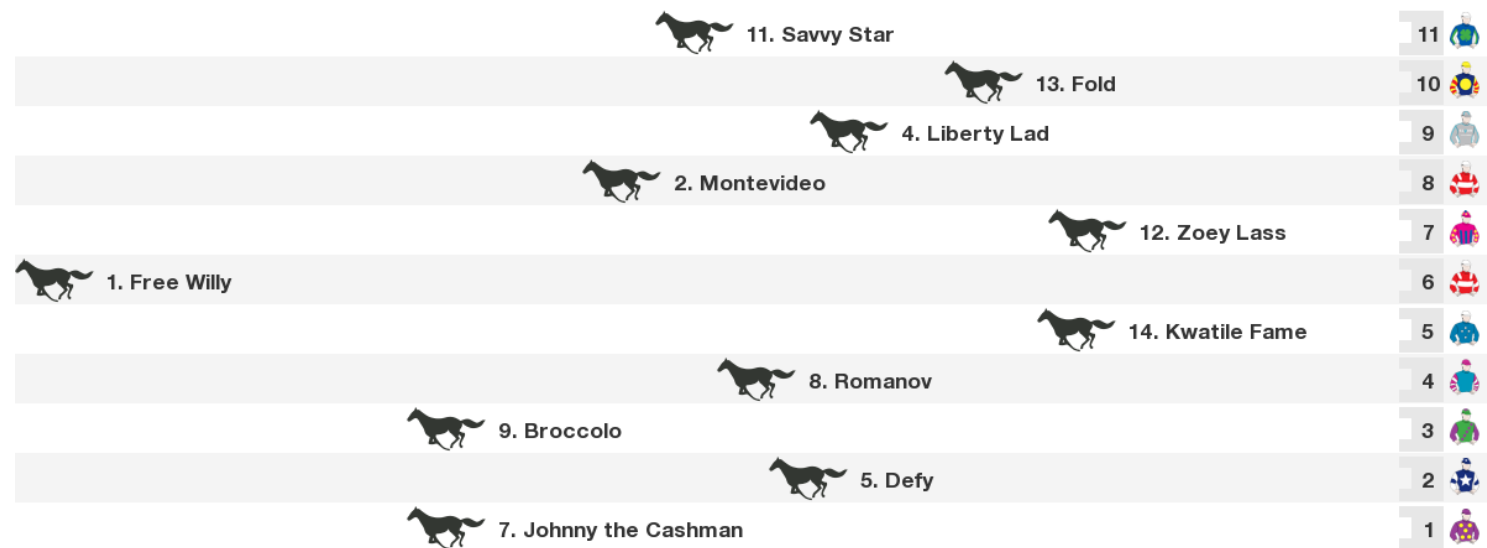 11. Savvy Star 11
13. Fold 10
4. Liberty Lad 9
2. Montevideo 8
12. Zoey Lass 7
1. Free Willy 6
14. Kwatile Fame 5
8. Romanov 4
9. Broccolo 3
5. Defy 2
7. Johnny the Cashman 1